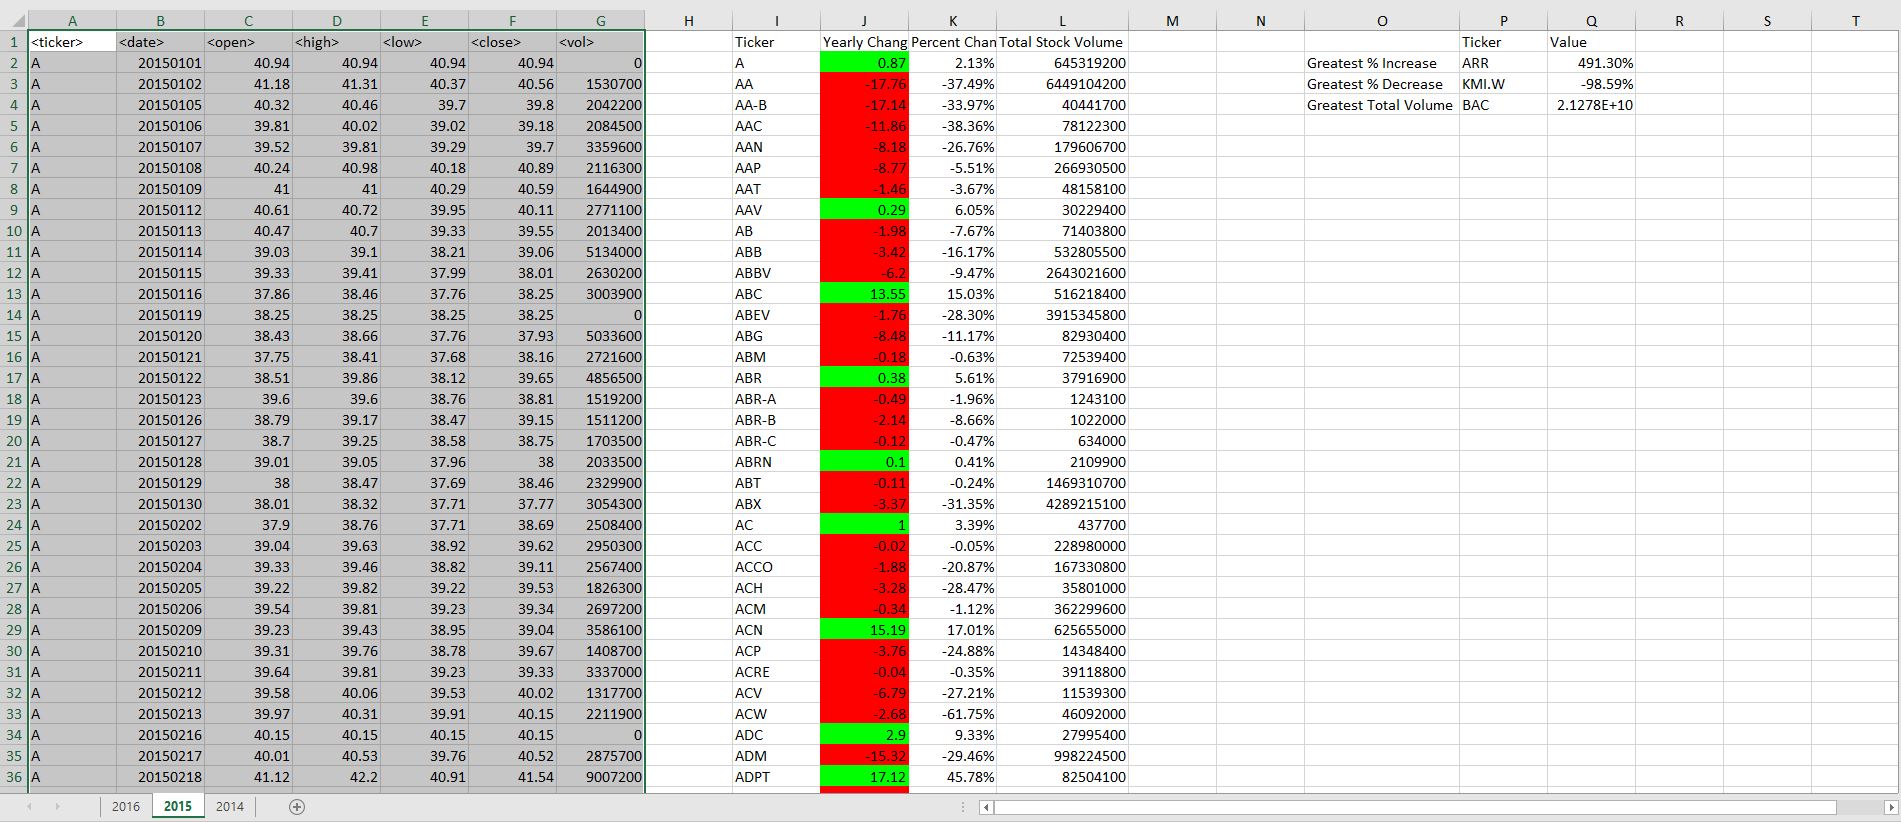 A B C D E F G H I J K L M N O P Q R S T
1 <ticker> <date> <open> <high> <low> <close> <vol> Ticker Yearly Chang Percent Chan Total Stock Volume Ticker Value
2 A 20150101 40.94 40.94 40.94 40.94 0 A 0.87 2.13% 645319200 Greatest % Increase ARR 491.30%
3 A 20150102 41.18 41.31 40.37 40.56 1530700 AA -17.76 -37.49% 6449104200 Greatest % Decrease KMI.W -98.59%
4 A 20150105 40.32 40.46 39.7 39.8 2042200 AA-B -17.14 -33.97% 40441700 Greatest Total Volume BAC 2.1278E+10
5 A 20150106 39.81 40.02 39.02 39.18 2084500 AAC -11.86 -38.36% 78122300
6 A 20150107 39.52 39.81 39.29 39.7 3359600 AAN -8.18 -26.76% 179606700
7 A 20150108 40.24 40.98 40.18 40.89 2116300 AAP -8.77 -5.51% 266930500
8 A 20150109 41 41 40.29 40.59 1644900 AAT -1.46 -3.67% 48158100
9 A 20150112 40.61 40.72 39.95 40.11 2771100 AAV 0.29 6.05% 30229400
10 A 20150113 40.47 40.7 39.33 39.55 2013400 AB -1.98 -7.67% 71403800
11 A 20150114 39.03 39.1 38.21 39.06 5134000 ABB -3.42 -16.17% 532805500
12 A 20150115 39.33 39.41 37.99 38.01 2630200 ABBV -6.2 -9.47% 2643021600
13 A 20150116 37.86 38.46 37.76 38.25 3003900 ABC 13.55 15.03% 516218400
14 A 20150119 38.25 38.25 38.25 38.25 0 ABEV -1.76 -28.30% 3915345800
15 A 20150120 38.43 38.66 37.76 37.93 5033600 ABG -8.48 -11.17% 82930400
16 A 20150121 37.75 38.41 37.68 38.16 2721600 ABM -0.18 -0.63% 72539400
17 A 20150122 38.51 39.86 38.12 39.65 4856500 ABR 0.38 5.61% 37916900
18 A 20150123 39.6 39.6 38.76 38.81 1519200 ABR-A -0.49 -1.96% 1243100
19 A 20150126 38.79 39.17 38.47 39.15 1511200 ABR-B -2.14 -8.66% 1022000
20 A 20150127 38.7 39.25 38.58 38.75 1703500 ABR-C -0.12 -0.47% 634000
21 A 20150128 39.01 39.05 37.96 38 2033500 ABRN 0.1 0.41% 2109900
22 A 20150129 38 38.47 37.69 38.46 2329900 ABT -0.11 -0.24% 1469310700
23 A 20150130 38.01 38.32 37.71 37.77 3054300 ABX -3.37 -31.35% 4289215100
24 A 20150202 37.9 38.76 37.71 38.69 2508400 AC 1 3.39% 437700
25 A 20150203 39.04 39.63 38.92 39.62 2950300 ACC -0.02 -0.05% 228980000
26 A 20150204 39.33 39.46 38.82 39.11 2567400 ACCO -1.88 -20.87% 167330800
27 A 20150205 39.22 39.82 39.22 39.53 1826300 ACH -3.28 -28.47% 35801000
28 A 20150206 39.54 39.81 39.23 39.34 2697200 ACM -0.34 -1.12% 362299600
29 A 20150209 39.23 39.43 38.95 39.04 3586100 ACN 15.19 17.01% 625655000
30 A 20150210 39.31 39.76 38.78 39.67 1408700 ACP -3.76 -24.88% 14348400
31 A 20150211 39.64 39.81 39.23 39.33 3337000 ACRE -0.04 -0.35% 39118800
32 A 20150212 39.58 40.06 39.53 40.02 1317700 ACV -6.79 -27.21% 11539300
33 A 20150213 39.97 40.31 39.91 40.15 2211900 ACW -2.68 -61.75% 46092000
34 A 20150216 40.15 40.15 40.15 40.15 0 ADC 2.9 9.33% 27995400
35 A 20150217 40.01 40.53 39.76 40.52 2875700 ADM -15.32 -29.46% 998224500
36 A 20150218 41.12 42.2 40.91 41.54 9007200 ADPT 17.12 45.78% 82504100
2016 2015 2014